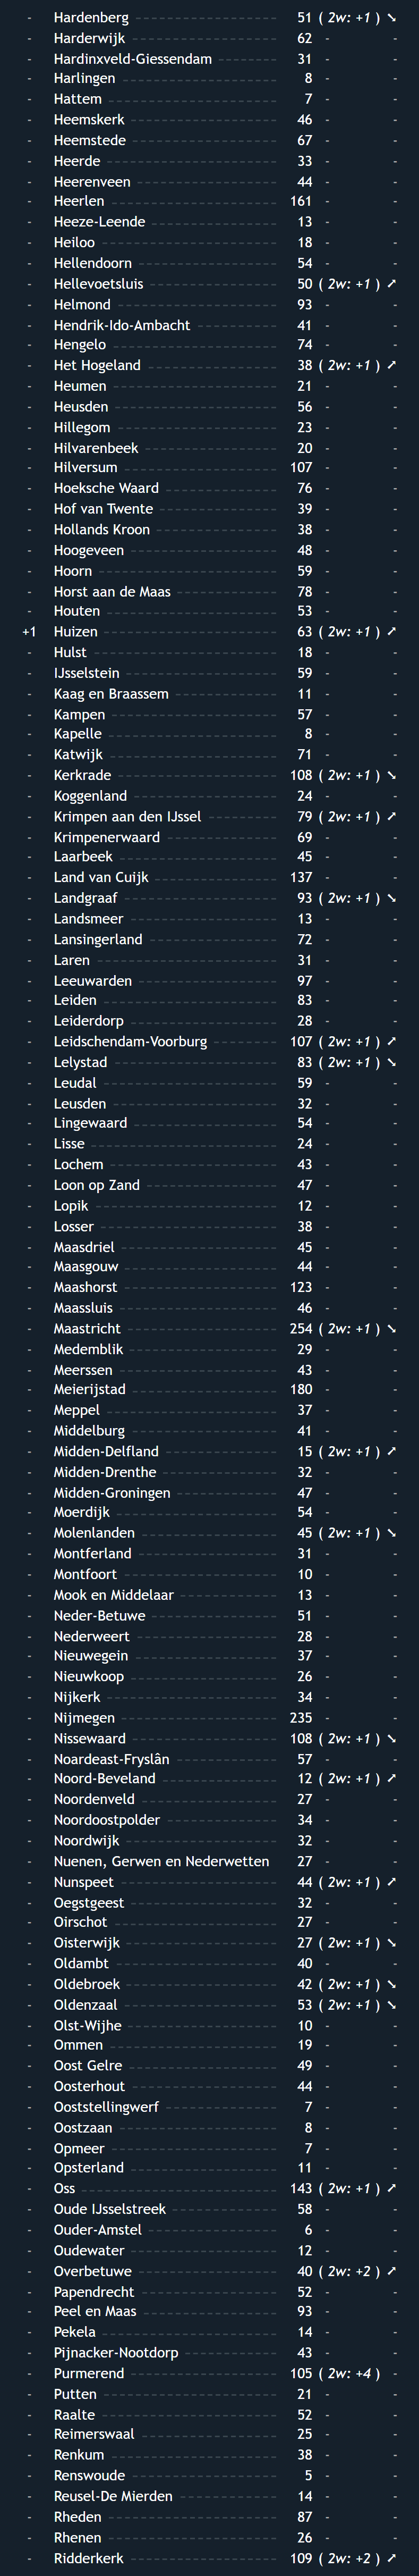 - Hardenberg 51 ( 2w: +1 ) ↘
- Harderwijk 62 - -
- Hardinxveld-Giessendam 31 - -
- Harlingen 8 - -
- Hattem 7 - -
- Heemskerk 46 - -
- Heemstede 67 - -
- Heerde 33 - -
- Heerenveen 44 - -
- Heerlen 161 - -
- Heeze-Leende 13 - -
- Heiloo 18 - -
- Hellendoorn 54 - -
- Hellevoetsluis 50 ( 2w: +1 ) ↗
- Helmond 93 - -
- Hendrik-Ido-Ambacht 41 - -
- Hengelo 74 - -
- Het Hogeland 38 ( 2w: +1 ) ↗
- Heumen 21 - -
- Heusden 56 - -
- Hillegom 23 - -
- Hilvarenbeek 20 - -
- Hilversum 107 - -
- Hoeksche Waard 76 - -
- Hof van Twente 39 - -
- Hollands Kroon 38 - -
- Hoogeveen 48 - -
- Hoorn 59 - -
- Horst aan de Maas 78 - -
- Houten 53 - -
+1 Huizen 63 ( 2w: +1 ) ↗
- Hulst 18 - -
- IJsselstein 59 - -
- Kaag en Braassem 11 - -
- Kampen 57 - -
- Kapelle 8 - -
- Katwijk 71 - -
- Kerkrade 108 ( 2w: +1 ) ↘
- Koggenland 24 - -
- Krimpen aan den IJssel 79 ( 2w: +1 ) ↗
- Krimpenerwaard 69 - -
- Laarbeek 45 - -
- Land van Cuijk 137 - -
- Landgraaf 93 ( 2w: +1 ) ↘
- Landsmeer 13 - -
- Lansingerland 72 - -
- Laren 31 - -
- Leeuwarden 97 - -
- Leiden 83 - -
- Leiderdorp 28 - -
- Leidschendam-Voorburg 107 ( 2w: +1 ) ↗
- Lelystad 83 ( 2w: +1 ) ↘
- Leudal 59 - -
- Leusden 32 - -
- Lingewaard 54 - -
- Lisse 24 - -
- Lochem 43 - -
- Loon op Zand 47 - -
- Lopik 12 - -
- Losser 38 - -
- Maasdriel 45 - -
- Maasgouw 44 - -
- Maashorst 123 - -
- Maassluis 46 - -
- Maastricht 254 ( 2w: +1 ) ↘
- Medemblik 29 - -
- Meerssen 43 - -
- Meierijstad 180 - -
- Meppel 37 - -
- Middelburg 41 - -
- Midden-Delfland 15 ( 2w: +1 ) ↗
- Midden-Drenthe 32 - -
- Midden-Groningen 47 - -
- Moerdijk 54 - -
- Molenlanden 45 ( 2w: +1 ) ↘
- Montferland 31 - -
- Montfoort 10 - -
- Mook en Middelaar 13 - -
- Neder-Betuwe 51 - -
- Nederweert 28 - -
- Nieuwegein 37 - -
- Nieuwkoop 26 - -
- Nijkerk 34 - -
- Nijmegen 235 - -
- Nissewaard 108 ( 2w: +1 ) ↘
- Noardeast-Fryslân 57 - -
- Noord-Beveland 12 ( 2w: +1 ) ↗
- Noordenveld 27 - -
- Noordoostpolder 34 - -
- Noordwijk 32 - -
- Nuenen, Gerwen en Nederwetten 27 - -
- Nunspeet 44 ( 2w: +1 ) ↗
- Oegstgeest 32 - -
- Oirschot 27 - -
- Oisterwijk 27 ( 2w: +1 ) ↘
- Oldambt 40 - -
- Oldebroek 42 ( 2w: +1 ) ↘
- Oldenzaal 53 ( 2w: +1 ) ↘
- Olst-Wijhe 10 - -
- Ommen 19 - -
- Oost Gelre 49 - -
- Oosterhout 44 - -
- Ooststellingwerf 7 - -
- Oostzaan 8 - -
- Opmeer 7 - -
- Opsterland 11 - -
- Oss 143 ( 2w: +1 ) ↗
- Oude IJsselstreek 58 - -
- Ouder-Amstel 6 - -
- Oudewater 12 - -
- Overbetuwe 40 ( 2w: +2 ) ↗
- Papendrecht 52 - -
- Peel en Maas 93 - -
- Pekela 14 - -
- Pijnacker-Nootdorp 43 - -
- Purmerend 105 ( 2w: +4 ) -
- Putten 21 - -
- Raalte 52 - -
- Reimerswaal 25 - -
- Renkum 38 - -
- Renswoude 5 - -
- Reusel-De Mierden 14 - -
- Rheden 87 - -
- Rhenen 26 - -
- Ridderkerk 109 ( 2w: +2 ) ↗